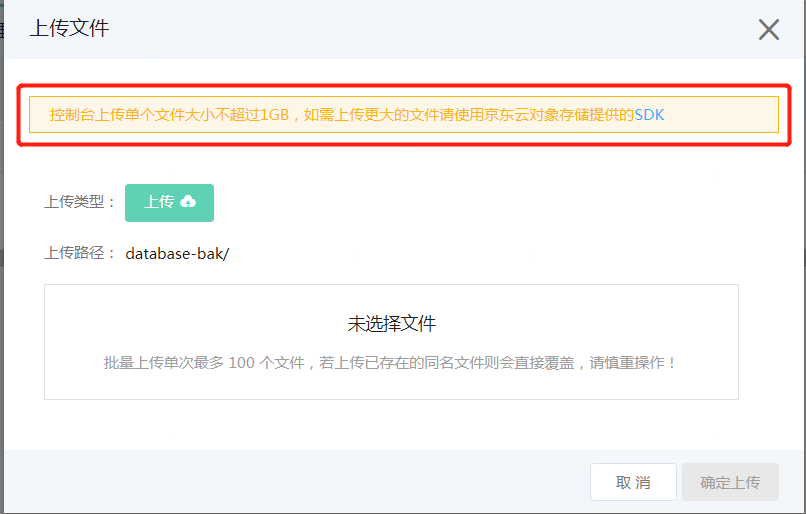 上传文件
控制台上传单个文件大小不超过1GB，如需上传更大的文件请使用京东云对象存储提供的SDK
上传类型： 上传
上传路径： database-bak/
未选择文件
批量上传单次最多 100 个文件，若上传已存在的同名文件则会直接覆盖，请慎重操作！
取 消 确定上传